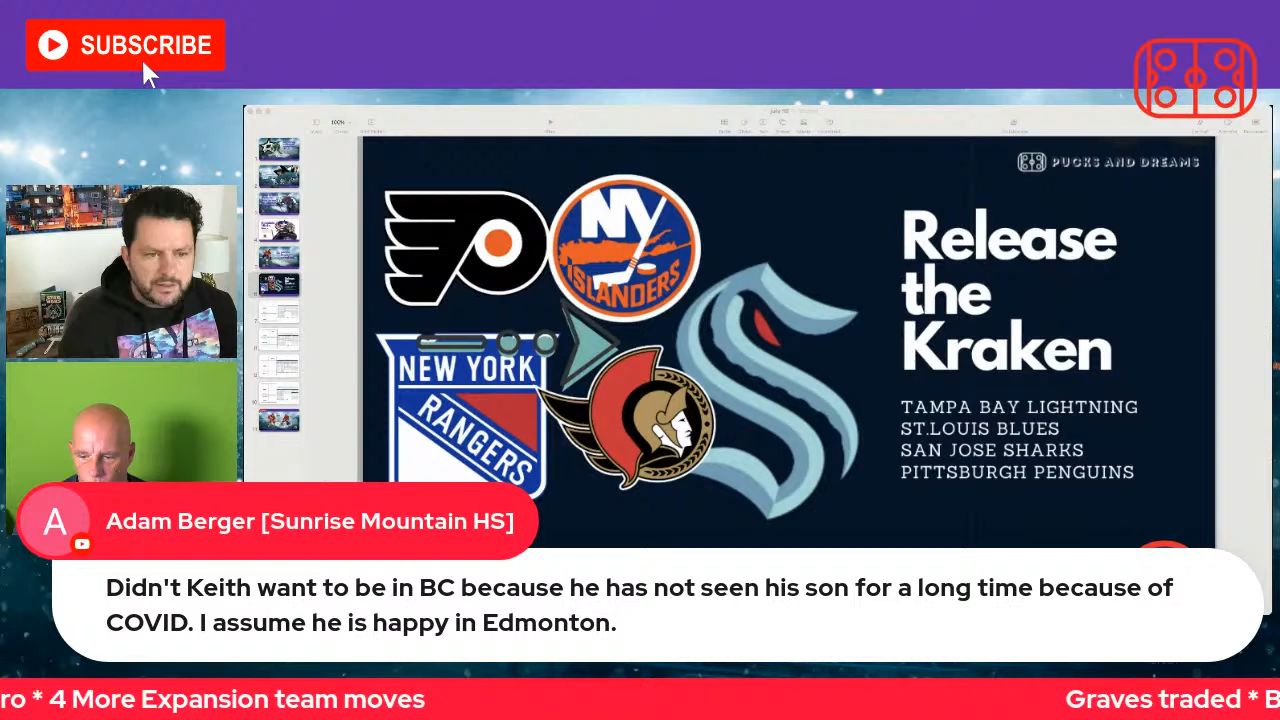 SUBSCRIBE
100%
PUCKS AND DREAMS
Release
the
Kraken
NY
ISLANDERS
NEW YORK
RANGERS
TAMPA BAY LIGHTNING
ST.LOUIS BLUES
SAN JOSE SHARKS
PITTSBURGH PENGUINS
A
Adam Berger [Sunrise Mountain HS]
Didn't Keith want to be in BC because he has not seen his son for a long time because of
COVID. I assume he is happy in Edmonton.
ro * 4 More Expansion team moves
Graves traded * B